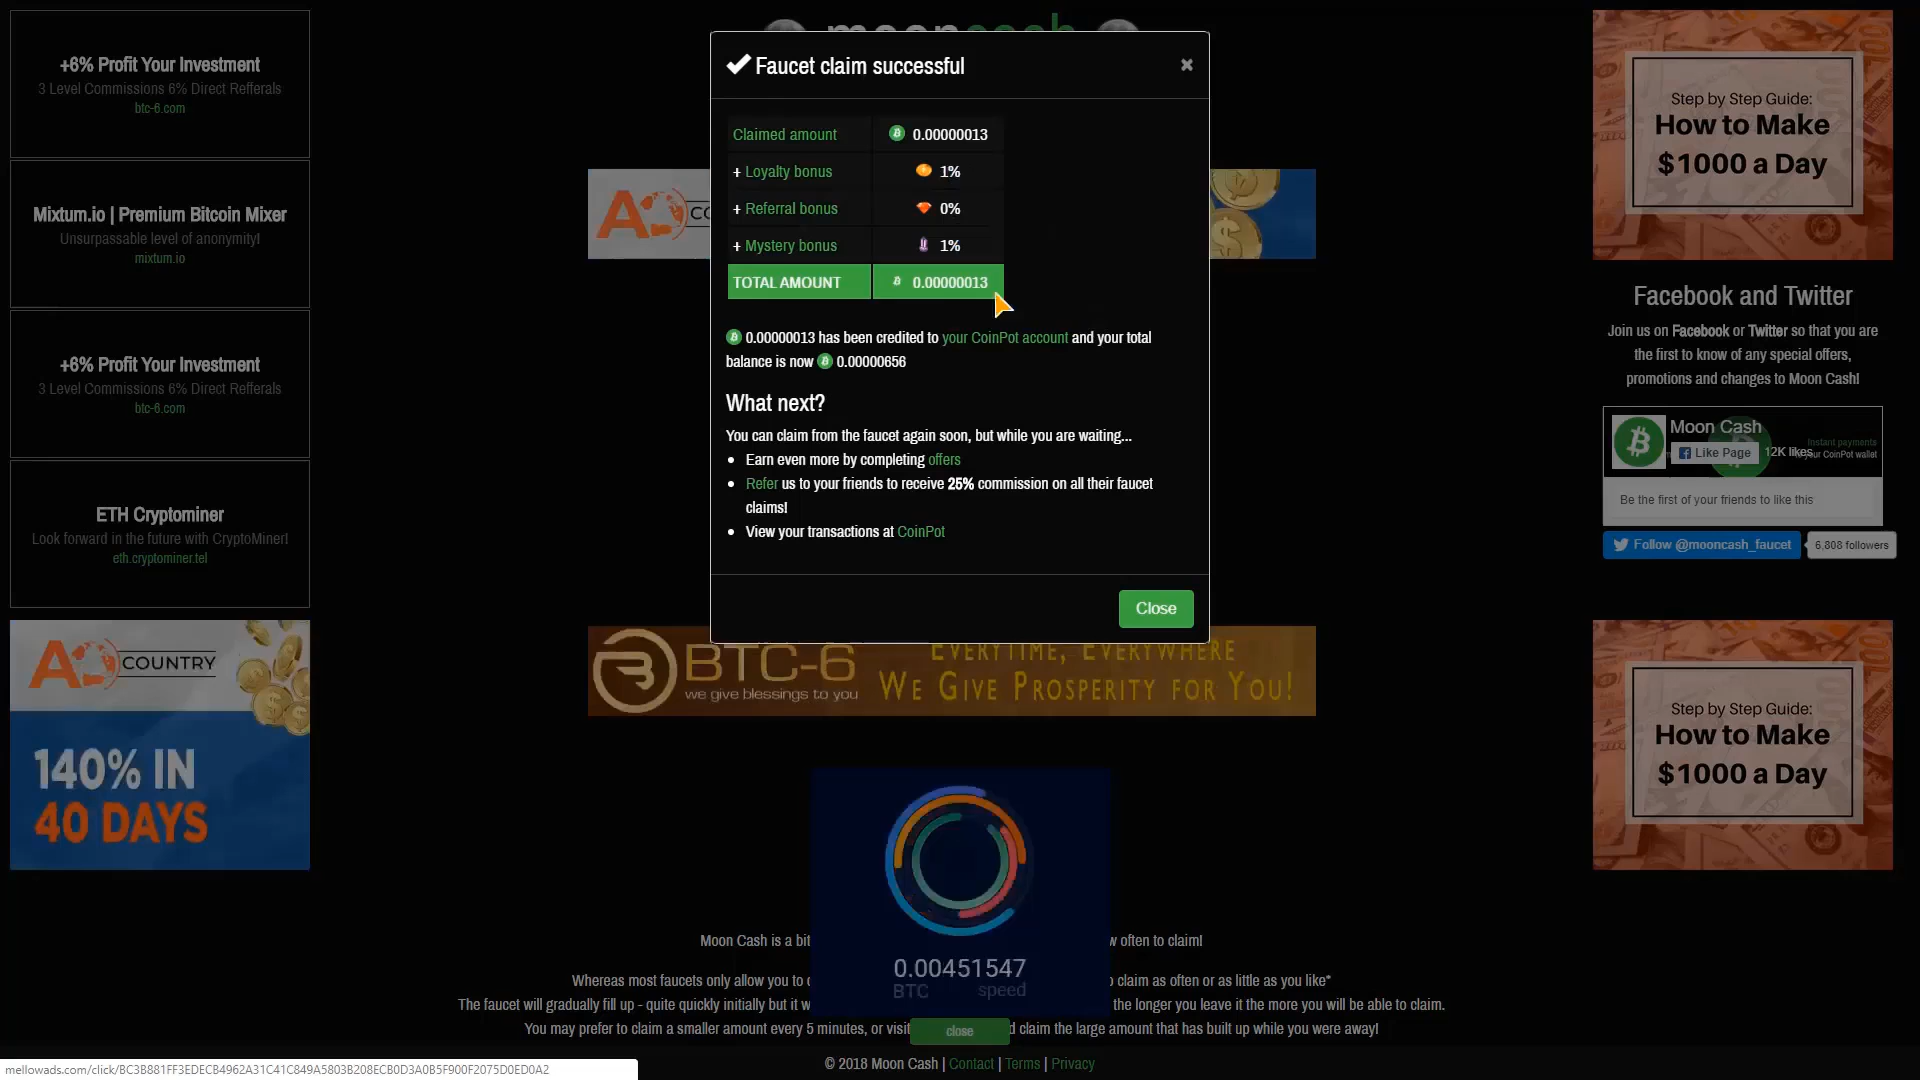 +6% Profit Your Investment
3 Level Commissions 6% Direct Refferals
btc-6.com
Mixtum.io | Premium Bitcoin Mixer
Unsurpassable level of anonymity!
mixtum.io
+6% Profit Your Investment
3 Level Commissions 6% Direct Refferals
btc-6.com
ETH Cryptominer
Look forward in the future with CryptoMiner!
eth.cryptominer.tel
COUNTRY
140% IN
40 DAYS
mooncash
Faucet claim successful
×
Claimed amount 0.00000013
+ Loyalty bonus 1%
+ Referral bonus 0%
+ Mystery bonus 1%
TOTAL AMOUNT 0.00000013
0.00000013 has been credited to your CoinPot account and your total
balance is now 0.00000656
What next?
You can claim from the faucet again soon, but while you are waiting...
• Earn even more by completing offers
• Refer us to your friends to receive 25% commission on all their faucet
claims!
• View your transactions at CoinPot
Close
BTC-6
we give blessings to you
EVERYTIME, EVERYWHERE
WE GIVE PROSPERITY FOR YOU!
0.00451547
BTC speed
close
Moon Cash is a bit
w often to claim!
Whereas most faucets only allow you to
o claim as often or as little as you like*
The faucet will gradually fill up - quite quickly initially but it w
the longer you leave it the more you will be able to claim.
You may prefer to claim a smaller amount every 5 minutes, or visit
d claim the large amount that has built up while you were away!
© 2018 Moon Cash | Contact | Terms | Privacy
Step by Step Guide:
How to Make
$1000 a Day
Facebook and Twitter
Join us on Facebook or Twitter so that you are
the first to know of any special offers,
promotions and changes to Moon Cash!
Moon Cash
Instant payments
your CoinPot wallet
Like Page 12K likes
Be the first of your friends to like this
Follow @mooncash_faucet 6,808 followers
Step by Step Guide:
How to Make
$1000 a Day
mellowads.com/click/BC3B881FF3EDECB4962A31C41C849A5803B208ECB0D3A0B5F900F2075D0ED0A2